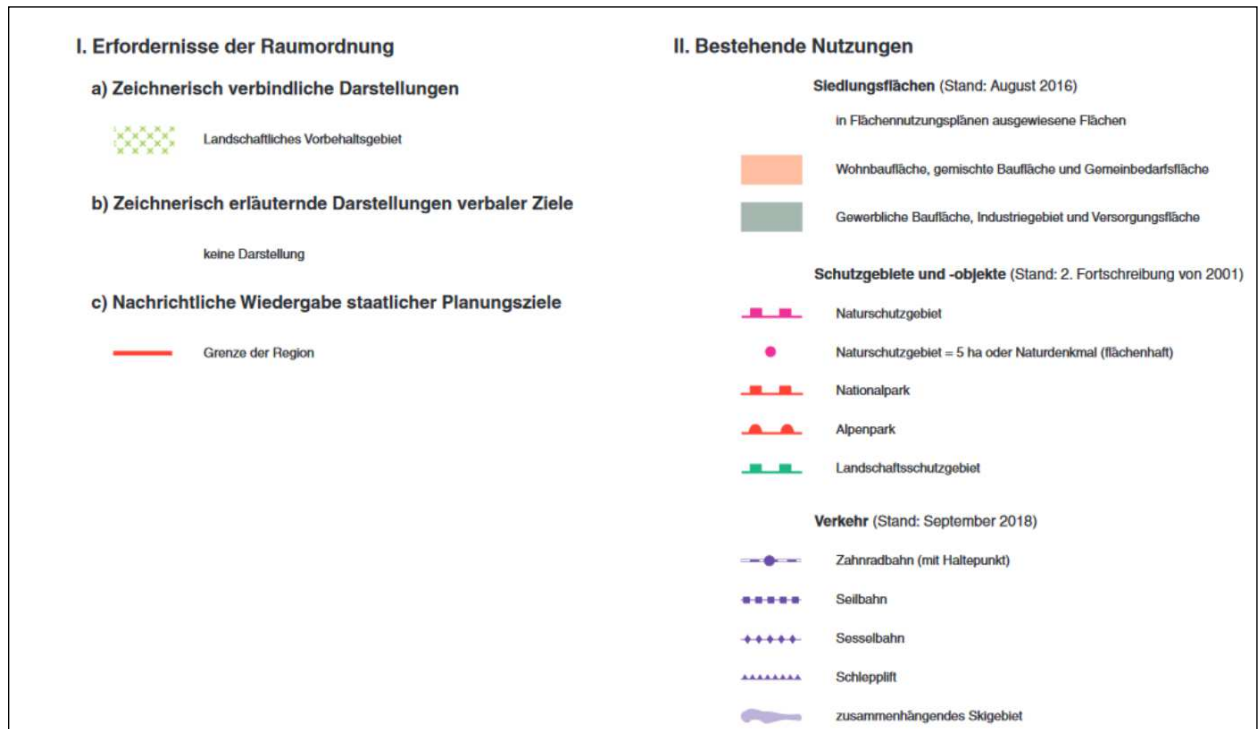 I. Erfordernisse der Raumordnung
a) Zeichnerisch verbindliche Darstellungen
Landschaftliches Vorbehaltsgebiet
b) Zeichnerisch erläuternde Darstellungen verbaler Ziele
keine Darstellung
c) Nachrichtliche Wiedergabe staatlicher Planungsziele
Grenze der Region
II. Bestehende Nutzungen
Siedlungsflächen (Stand: August 2016)
in Flächennutzungsplänen ausgewiesene Flächen
Wohnbaufläche, gemischte Baufläche und Gemeinbedarfsfläche
Gewerbliche Baufläche, Industriegebiet und Versorgungsfläche
Schutzgebiete und -objekte (Stand: 2. Fortschreibung von 2001)
Naturschutzgebiet
Naturschutzgebiet = 5 ha oder Naturdenkmal (flächenhaft)
Nationalpark
Alpenpark
Landschaftsschutzgebiet
Verkehr (Stand: September 2018)
Zahnradbahn (mit Haltepunkt)
Seilbahn
Sesselbahn
Schlepplift
zusammenhängendes Skigebiet